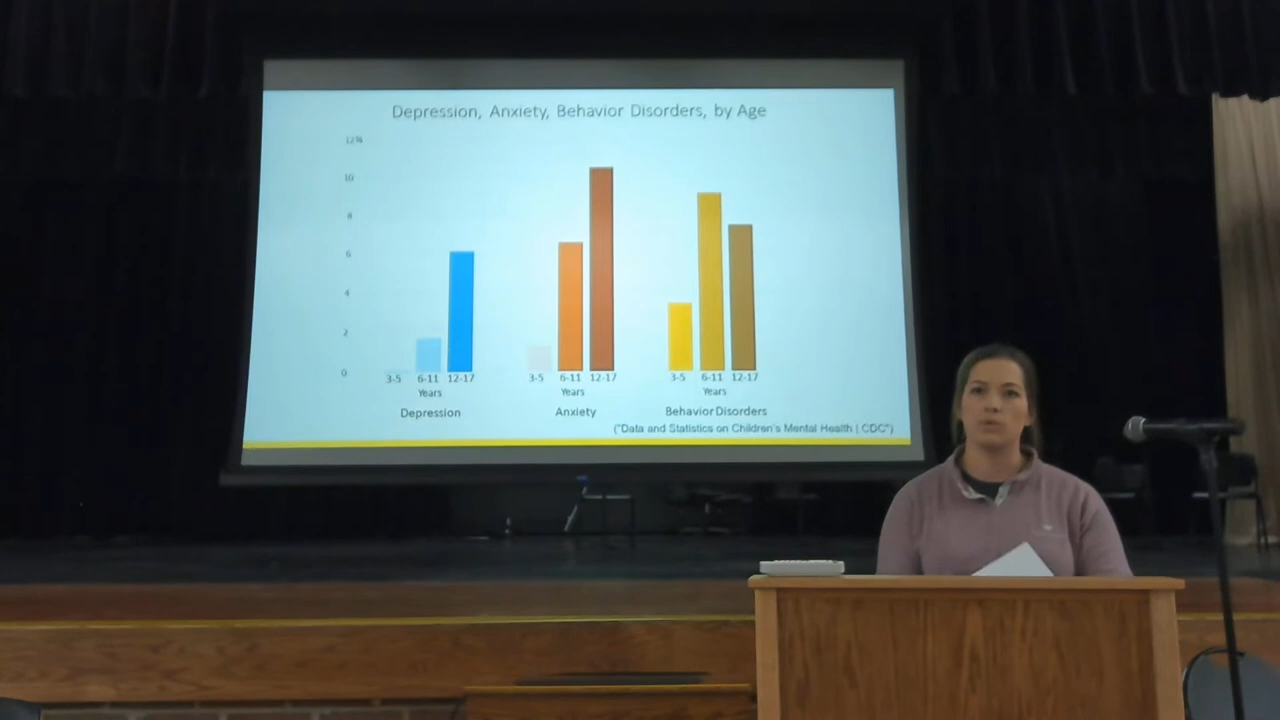 Depression, Anxiety, Behavior Disorders, by Age
12%
10
8
6
4
2
0
3-5 6-11 12-17 3-5 6-11 12-17 3-5 6-11 12-17
Years Years Years
Depression Anxiety Behavior Disorders
("Data and Statistics on Children's Mental Health | CDC")